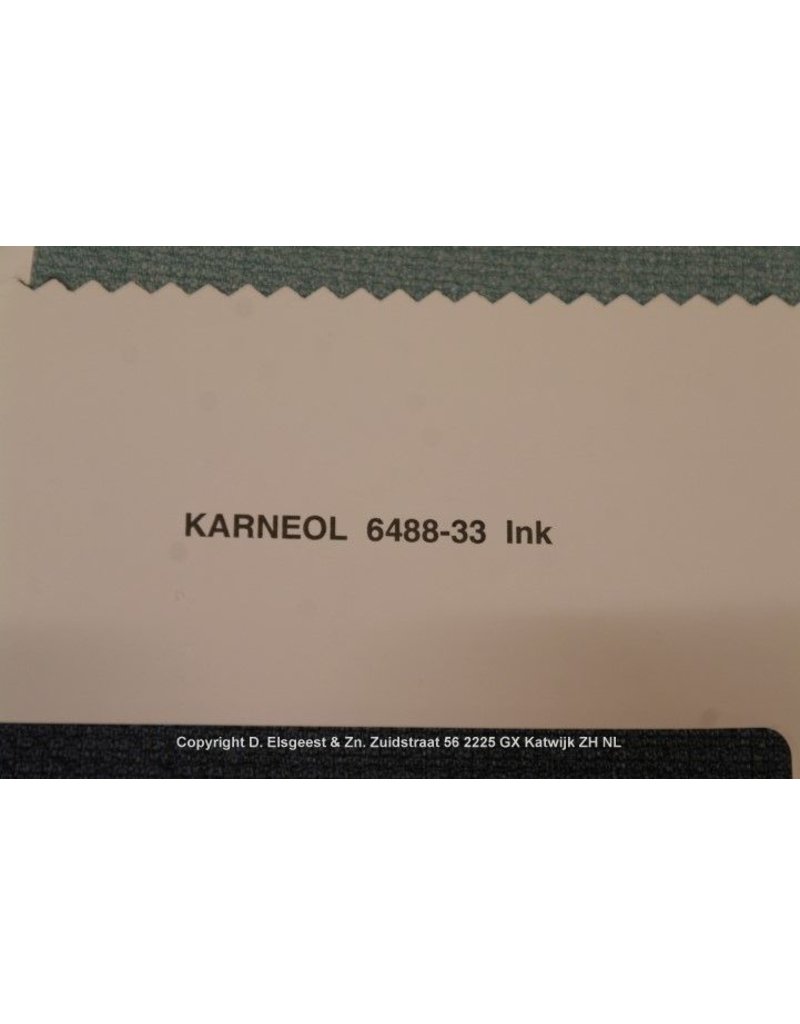 KARNEOL 6488-33 Ink
Copyright D. Elsgeest & Zn. Zuidstraat 56 2225 GX Katwijk ZH NL